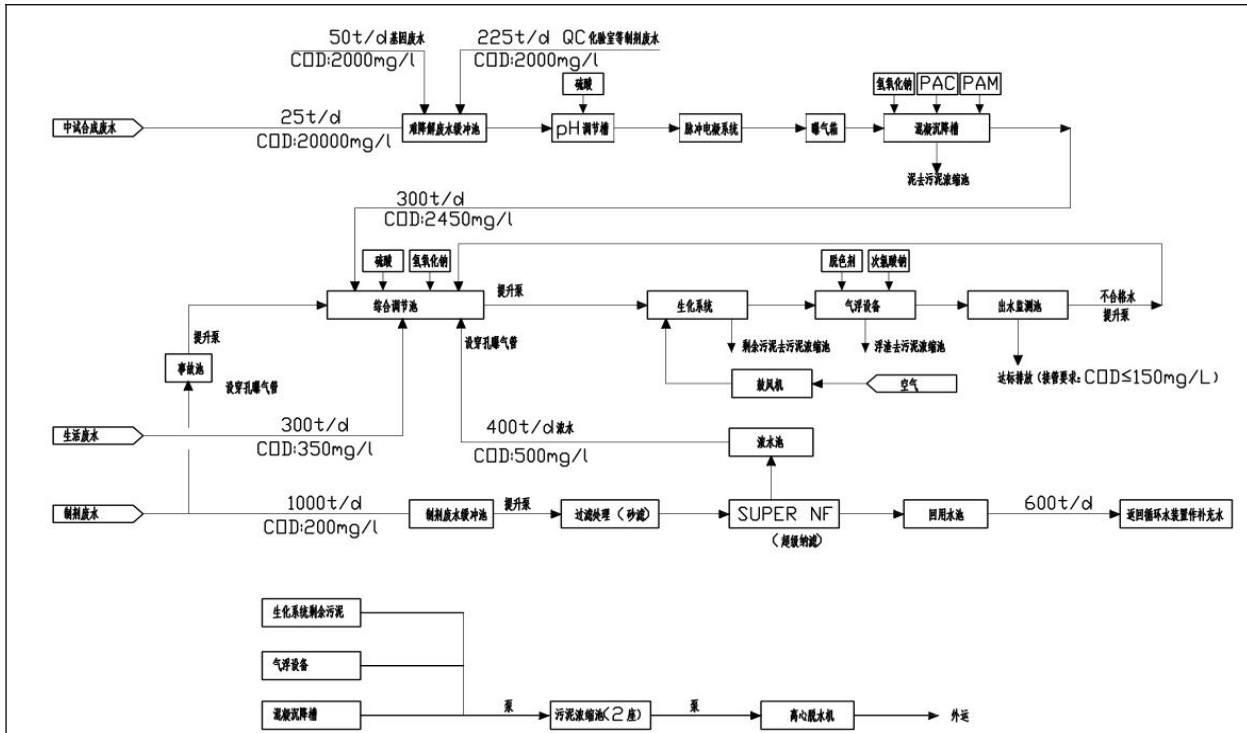 50t/d基因废水
COD:2000mg/l
225t/d QC化验室等制剂废水
COD:2000mg/l
硫酸
氢氧化钠
PAC
PAM
中试合成废水
25t/d
COD:20000mg/l
难降解废水缓冲池
pH调节槽
脉冲电凝系统
曝气箱
混凝沉降槽
泥去污泥浓缩池
300t/d
COD:2450mg/l
硫酸
氢氧化钠
脱色剂
次氯酸钠
综合调节池
提升泵
生化系统
气浮设备
出水监测池
不合格水
提升泵
提升泵
设穿孔曝气管
剩余污泥去污泥浓缩池
浮渣去污泥浓缩池
事故池
设穿孔曝气管
鼓风机
空气
达标排放(接管要求:COD≤150mg/L)
生活废水
300t/d
COD:350mg/l
400t/d浓水
COD:500mg/l
浓水池
制剂废水
1000t/d
COD:200mg/l
制剂废水缓冲池
提升泵
过滤处理(砂滤)
SUPER NF
(超级纳滤)
回用水池
600t/d
返回循环水装置作补充水
生化系统剩余污泥
气浮设备
混凝沉降槽
泵
污泥浓缩池(2座)
泵
离心脱水机
外运